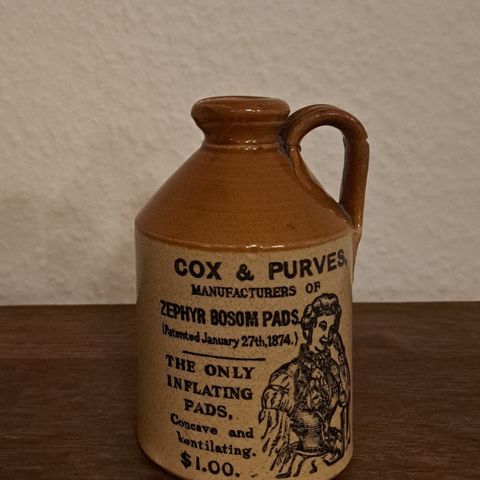 COX & PURVES,
MANUFACTURERS OF
ZEPHYR BOSOM PADS.
(Patented January 27th, 1874.)
THE ONLY
INFLATING
PADS,
Concave and
Ventilating.
$1.00.